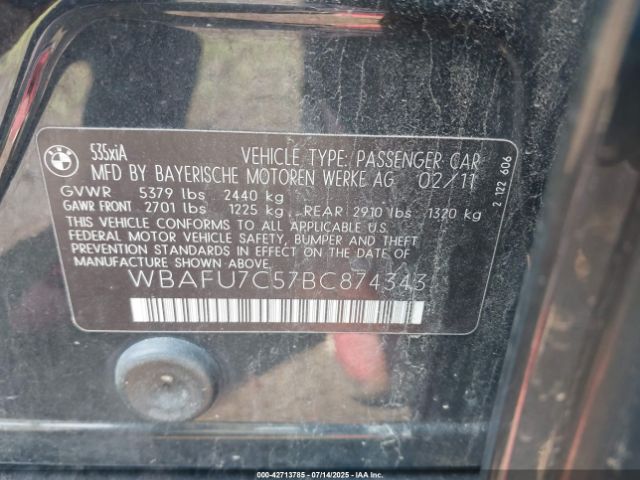 535xiA
VEHICLE TYPE: PASSENGER CAR
MFD BY BAYERISCHE MOTOREN WERKE AG 02/11
GVWR 5379 lbs 2440 kg
GAWR FRONT 2701 lbs 1225 kg REAR 2910 lbs 1320 kg
THIS VEHICLE CONFORMS TO ALL APPLICABLE U.S.
FEDERAL MOTOR VEHICLE SAFETY, BUMPER AND THEFT
PREVENTION STANDARDS IN EFFECT ON THE DATE OF
MANUFACTURE SHOWN ABOVE.
WBAFU7C57BC874343
2 122 606
BMW
000-42713785 - 07/14/2025 - IAA Inc.